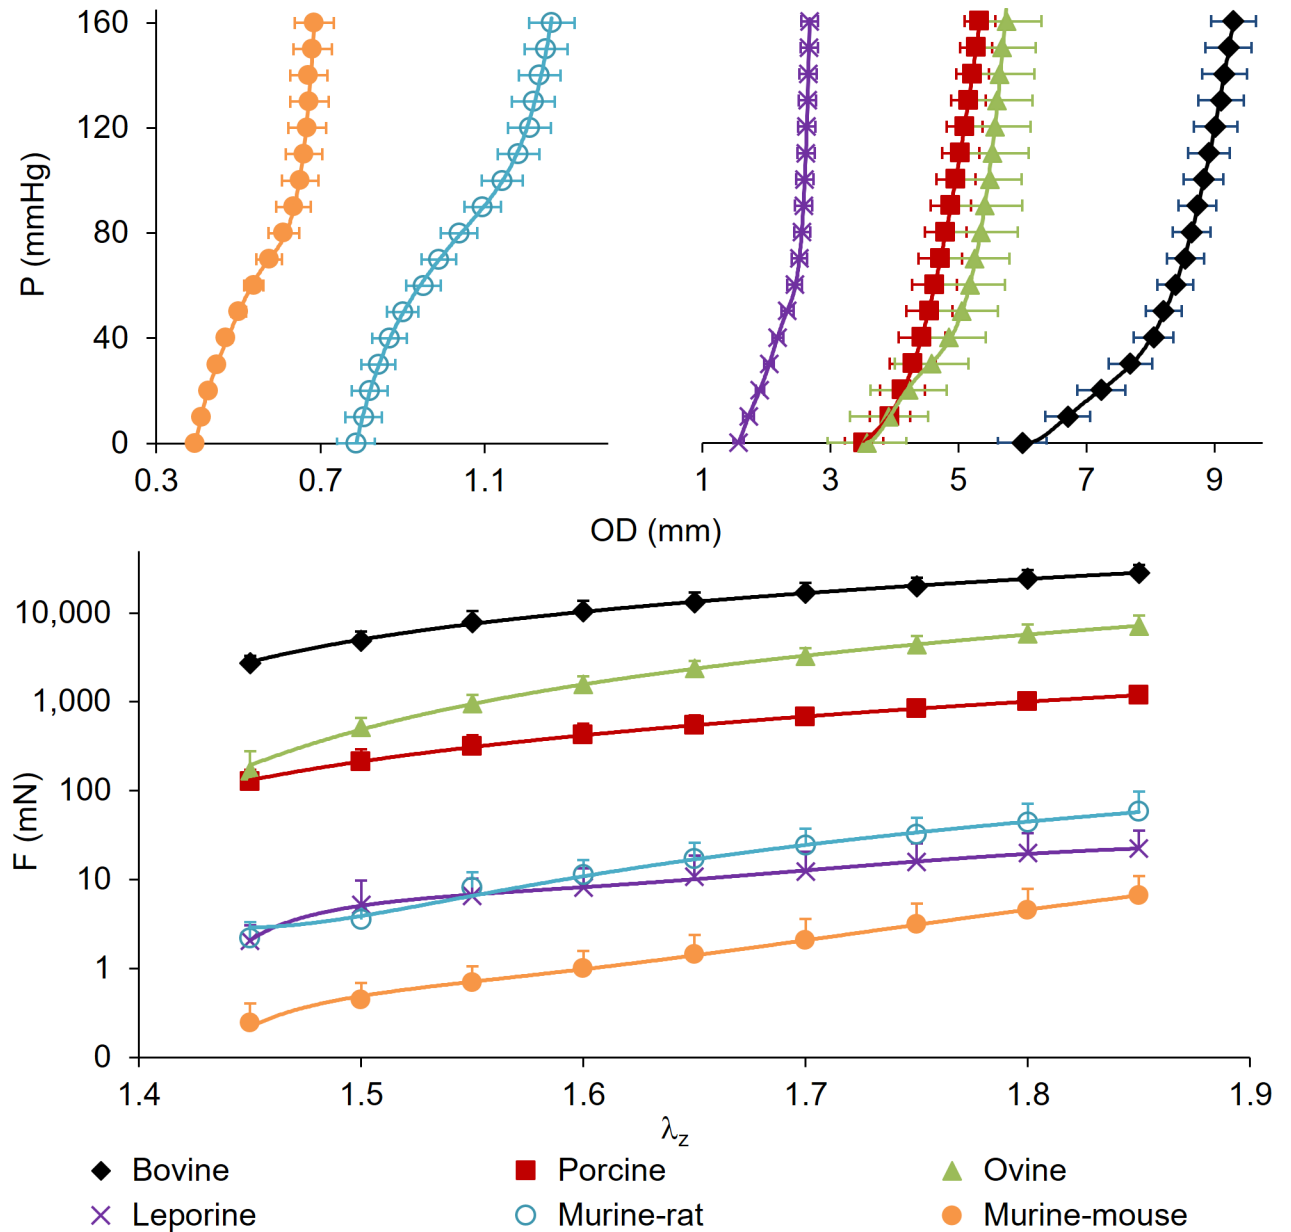 160
120
80
40
0
P (mmHg)
0.3 0.7 1.1 1 3 5 7 9
OD (mm)
10,000
1,000
100
10
1
0
F (mN)
1.4 1.5 1.6 1.7 1.8 1.9
λz
Bovine Porcine Ovine
Leporine Murine-rat Murine-mouse